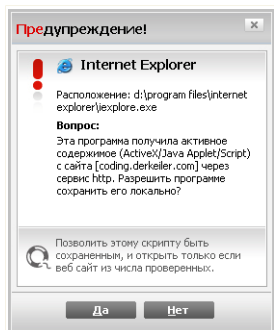 Предупреждение!
Internet Explorer
Расположение: d:\program files\internet
explorer\iexplore.exe
Вопрос:
Эта программа получила активное
содержимое (ActiveX/Java Applet/Script)
с сайта [coding.derkeiler.com] через
сервис http. Разрешить программе
сохранить его локально?
Позволить этому скрипту быть
сохраненным, и открыть только если
веб сайт из числа проверенных.
Да
Нет